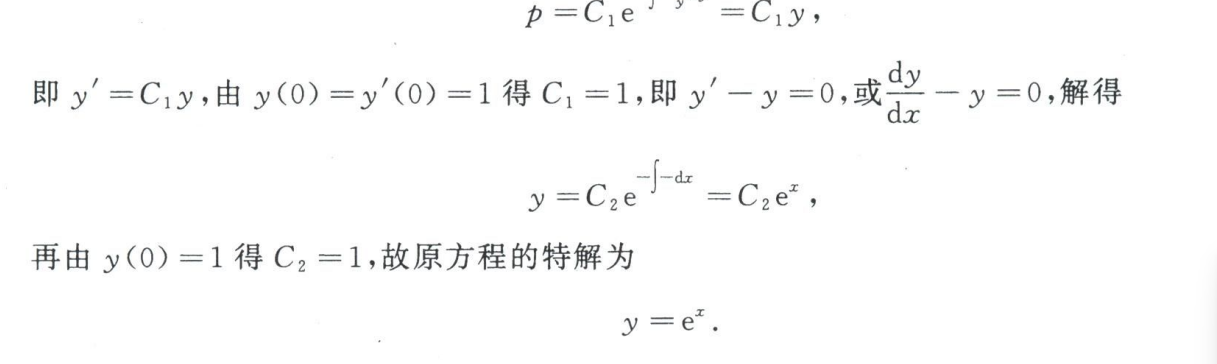 p = C₁e = C₁y,
即 y′ = C₁y,由 y(0) = y′(0) = 1 得 C₁ = 1,即 y′ − y = 0,或 dy/dx − y = 0,解得
y = C₂e^(−∫−dx) = C₂eˣ,
再由 y(0) = 1 得 C₂ = 1,故原方程的特解为
y = eˣ.